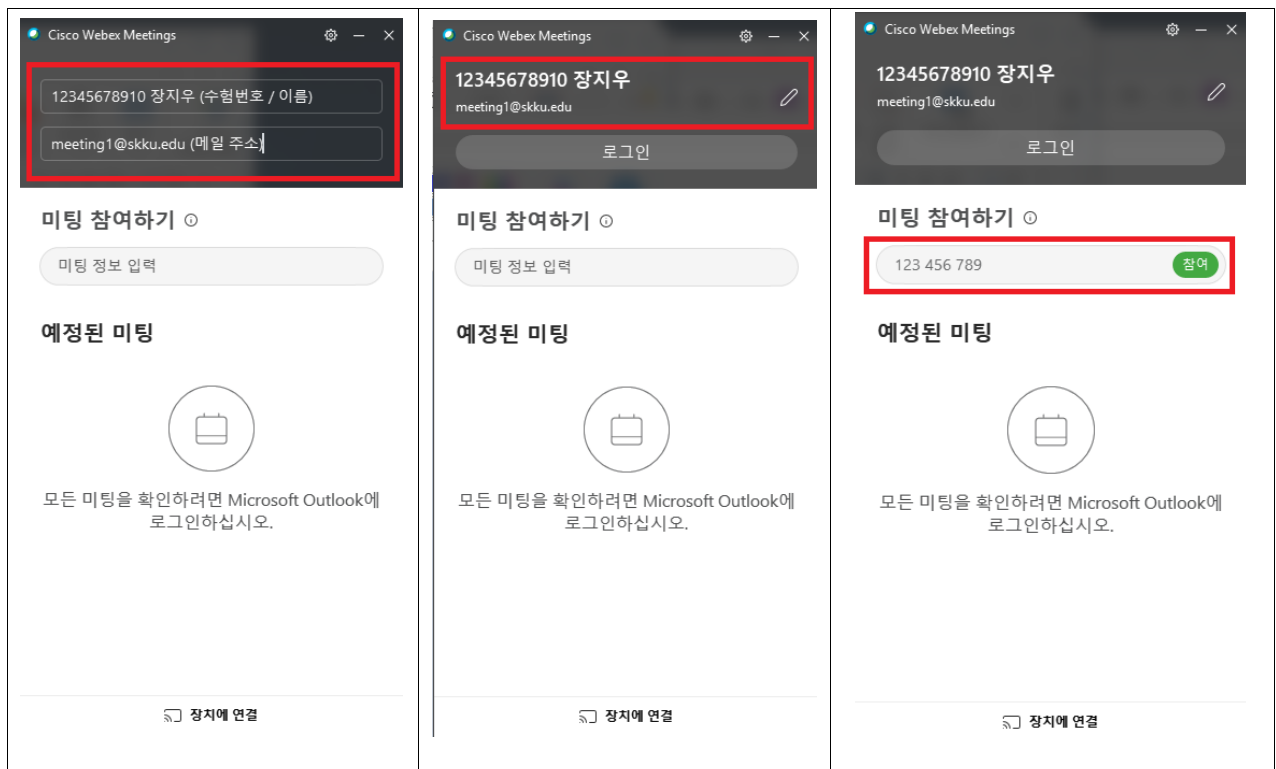 Cisco Webex Meetings
12345678910 장지우 (수험번호 / 이름)
meeting1@skku.edu (메일 주소)
미팅 참여하기
미팅 정보 입력
예정된 미팅
모든 미팅을 확인하려면 Microsoft Outlook에
로그인하십시오.
장치에 연결
Cisco Webex Meetings
12345678910 장지우
meeting1@skku.edu
로그인
미팅 참여하기
미팅 정보 입력
예정된 미팅
모든 미팅을 확인하려면 Microsoft Outlook에
로그인하십시오.
장치에 연결
Cisco Webex Meetings
12345678910 장지우
meeting1@skku.edu
로그인
미팅 참여하기
123 456 789 참여
예정된 미팅
모든 미팅을 확인하려면 Microsoft Outlook에
로그인하십시오.
장치에 연결